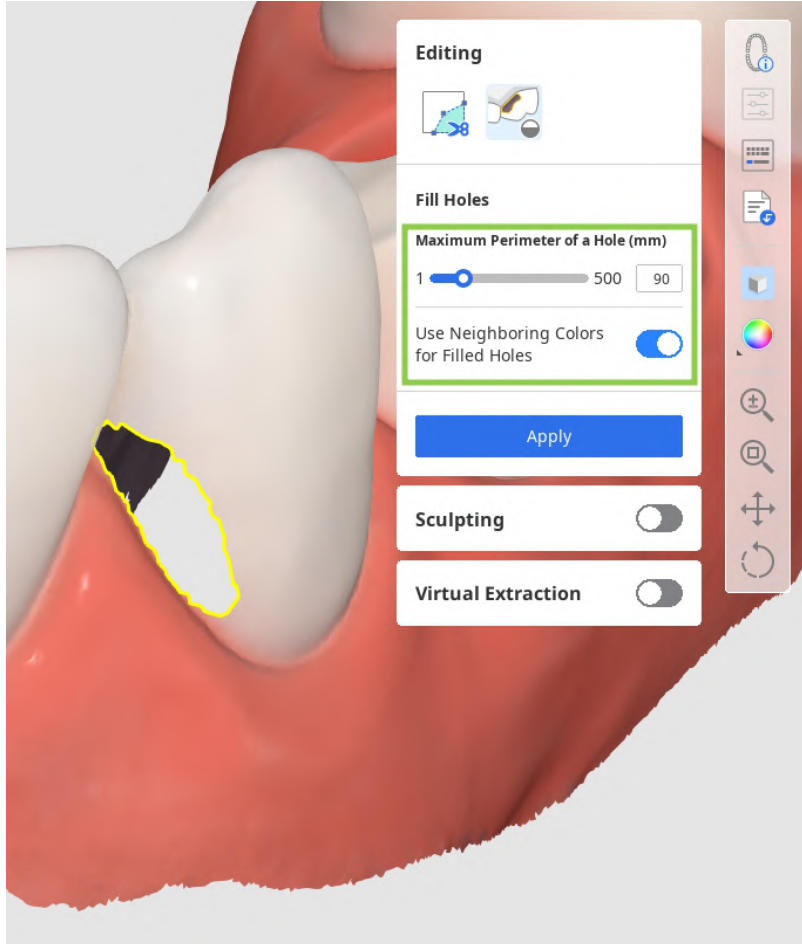 Editing
Fill Holes
Maximum Perimeter of a Hole (mm)
1 500 90
Use Neighboring Colors
for Filled Holes
Apply
Sculpting
Virtual Extraction